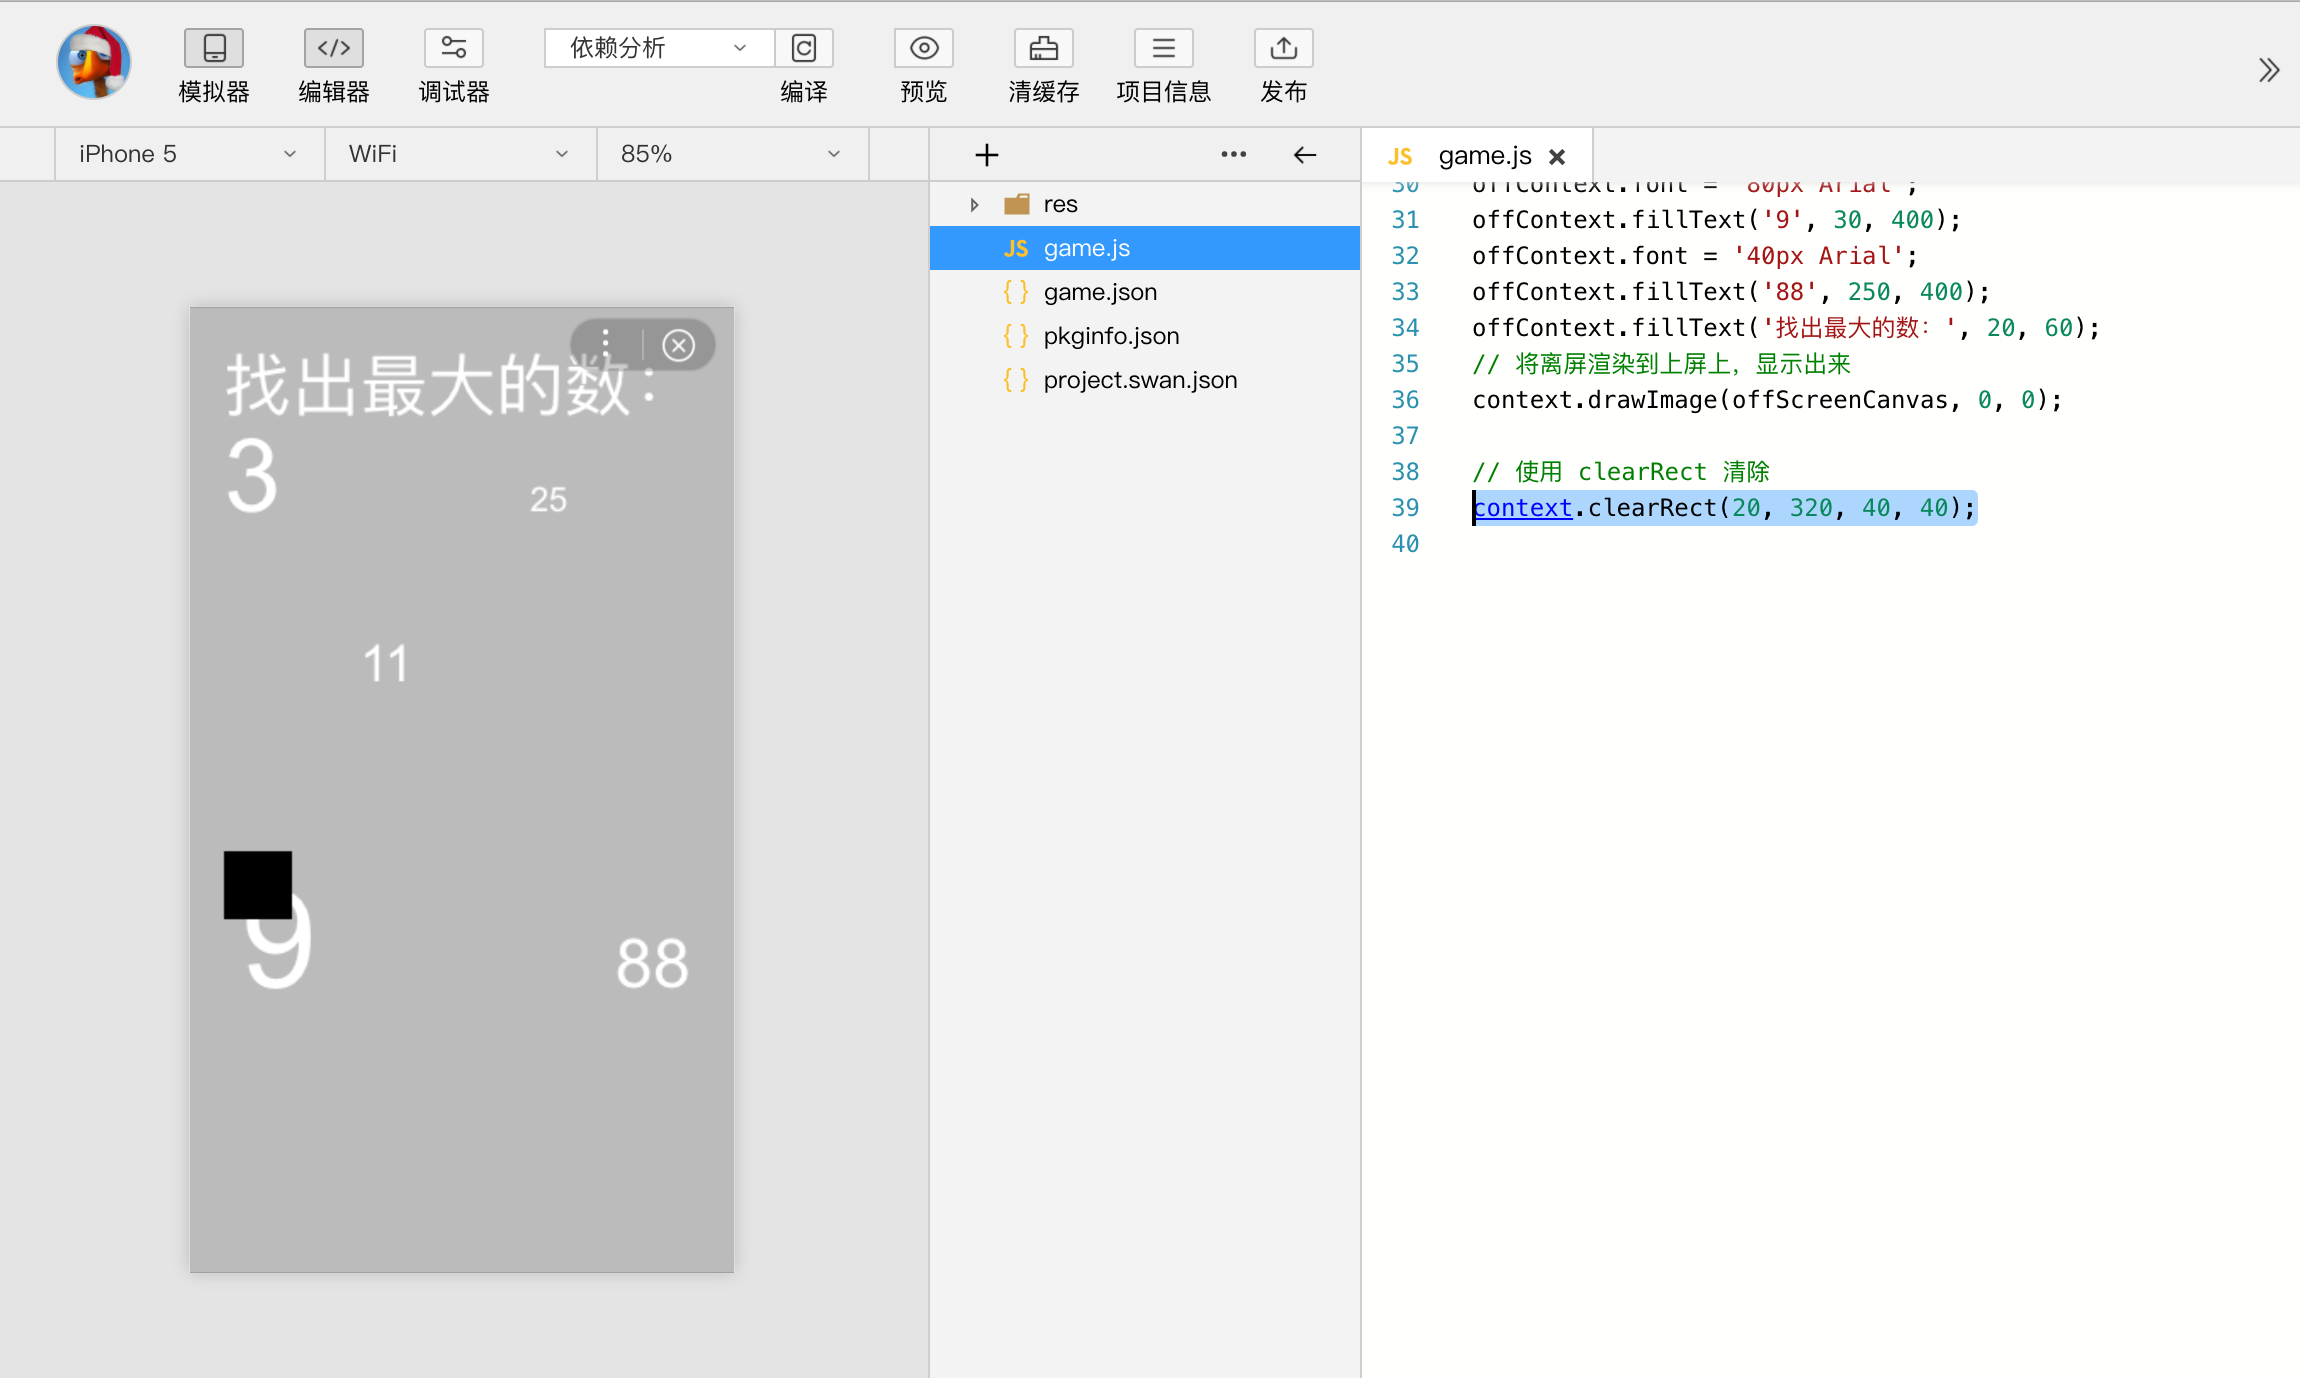 依赖分析
模拟器 编辑器 调试器 编译 预览 清缓存 项目信息 发布
iPhone 5 WiFi 85%
找出最大的数：
3
25
11
9
88
res
JS game.js
{ } game.json
{ } pkginfo.json
{ } project.swan.json
JS game.js
30 offContext.font = '80px Arial';
31 offContext.fillText('9', 30, 400);
32 offContext.font = '40px Arial';
33 offContext.fillText('88', 250, 400);
34 offContext.fillText('找出最大的数：', 20, 60);
35 // 将离屏渲染到上屏上，显示出来
36 context.drawImage(offScreenCanvas, 0, 0);
37
38 // 使用 clearRect 清除
39 context.clearRect(20, 320, 40, 40);
40